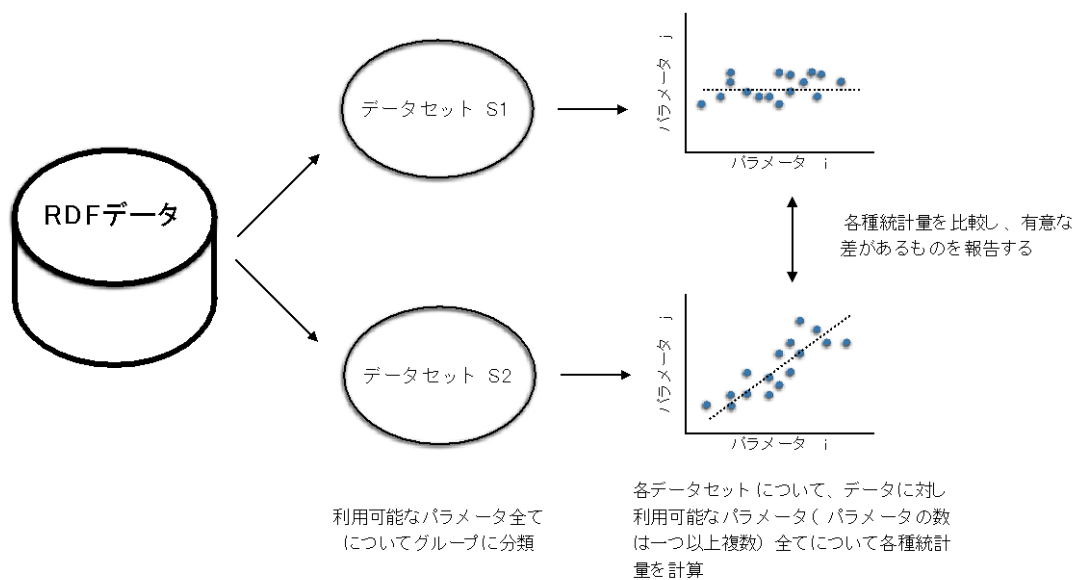 RDFデータ
データセット S1
パラメータ j
パラメータ i
各種統計量を比較し、有意な
差があるものを報告する
データセット S2
パラメータ j
パラメータ i
利用可能なパラメータ全て
についてグループに分類
各データセットについて、データに対し
利用可能なパラメータ( パラメータの数
は一つ以上複数) 全てについて各種統計
量を計算